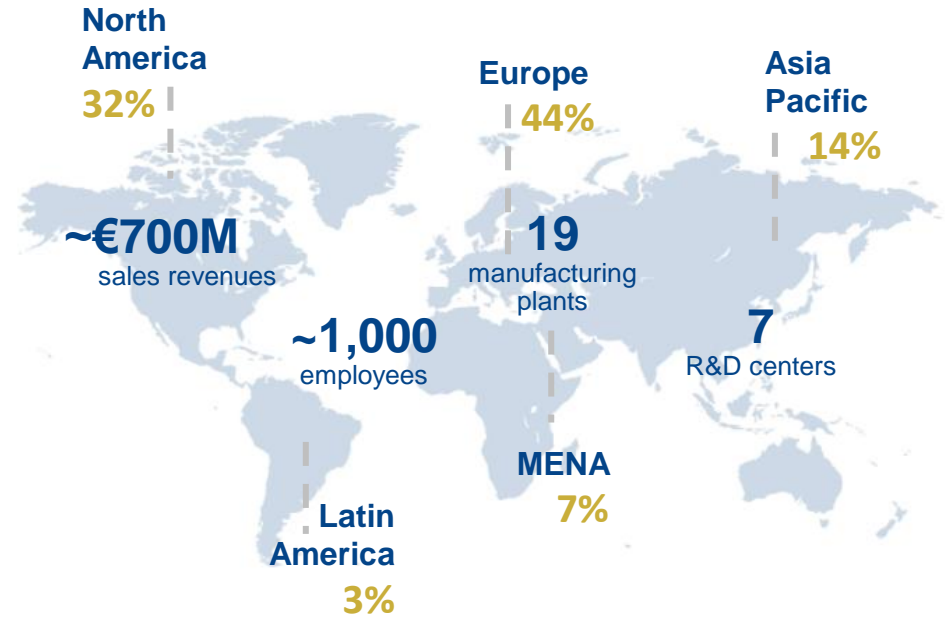 North
America
32%
Europe
44%
Asia
Pacific
14%
~€700M
sales revenues
19
manufacturing
plants
~1,000
employees
7
R&D centers
MENA
7%
Latin
America
3%